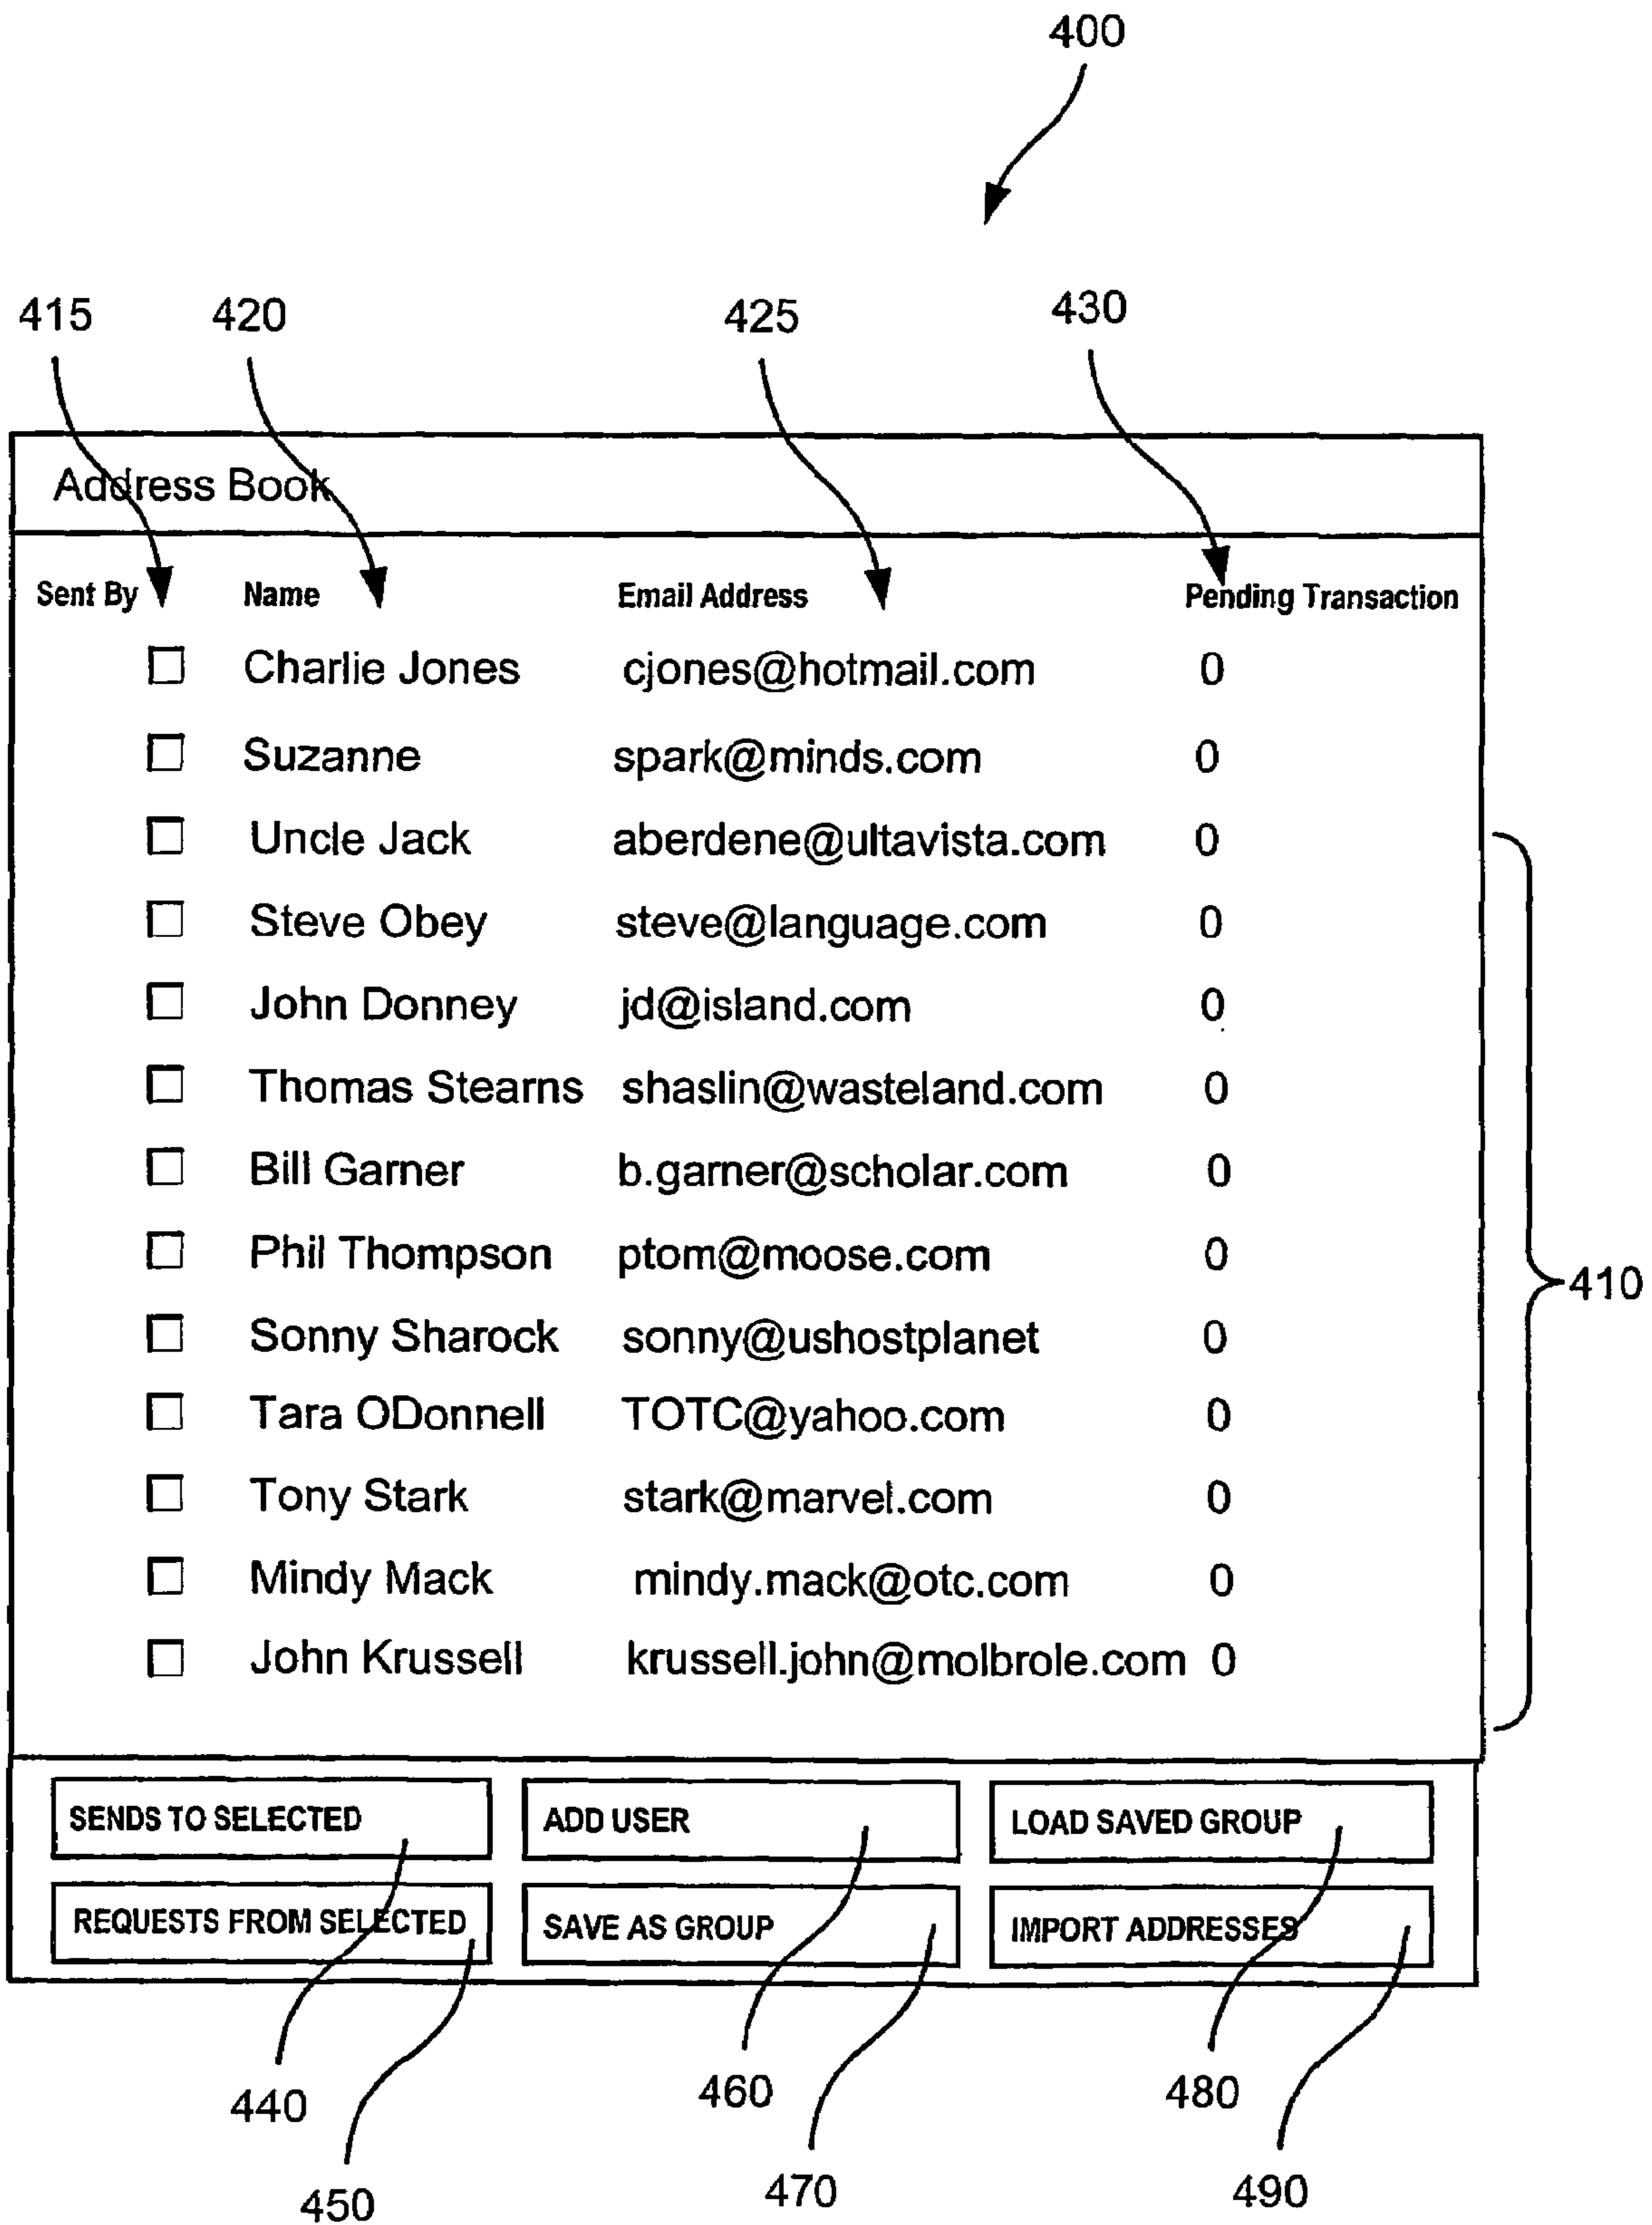 400
415 420 425 430
Address Book
Sent By Name Email Address Pending Transaction
Charlie Jones cjones@hotmail.com 0
Suzanne spark@minds.com 0
Uncle Jack aberdene@ultavista.com 0
Steve Obey steve@language.com 0
John Donney jd@island.com 0
Thomas Stearns shaslin@wasteland.com 0
Bill Garner b.garner@scholar.com 0
Phil Thompson ptom@moose.com 0
410
Sonny Sharock sonny@ushostplanet 0
Tara ODonnell TOTC@yahoo.com 0
Tony Stark stark@marvel.com 0
Mindy Mack mindy.mack@otc.com 0
John Krussell krussell.john@molbrole.com 0
SENDS TO SELECTED ADD USER LOAD SAVED GROUP
REQUESTS FROM SELECTED SAVE AS GROUP IMPORT ADDRESSES
440 460 480
450 470 490